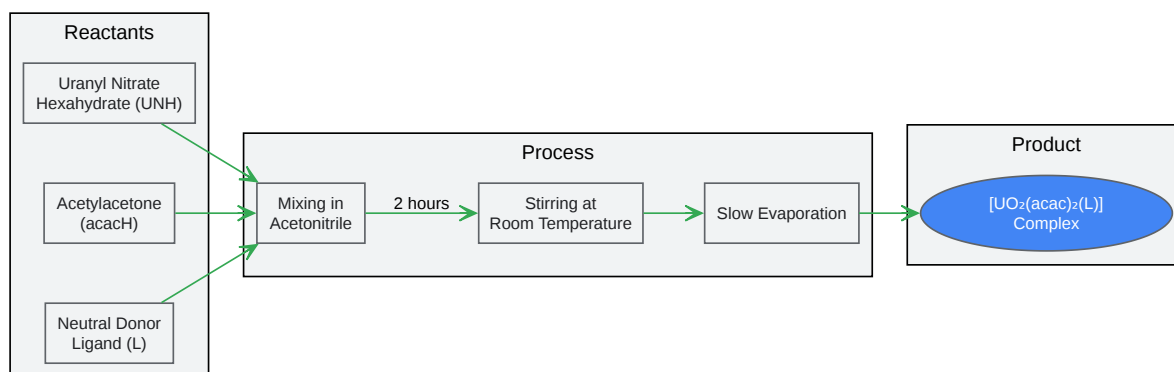 Reactants
Uranyl Nitrate
Hexahydrate (UNH)
Acetylacetone
(acacH)
Neutral Donor
Ligand (L)
Process
Mixing in
Acetonitrile
2 hours
Stirring at
Room Temperature
Slow Evaporation
Product
[UO₂(acac)₂(L)]
Complex